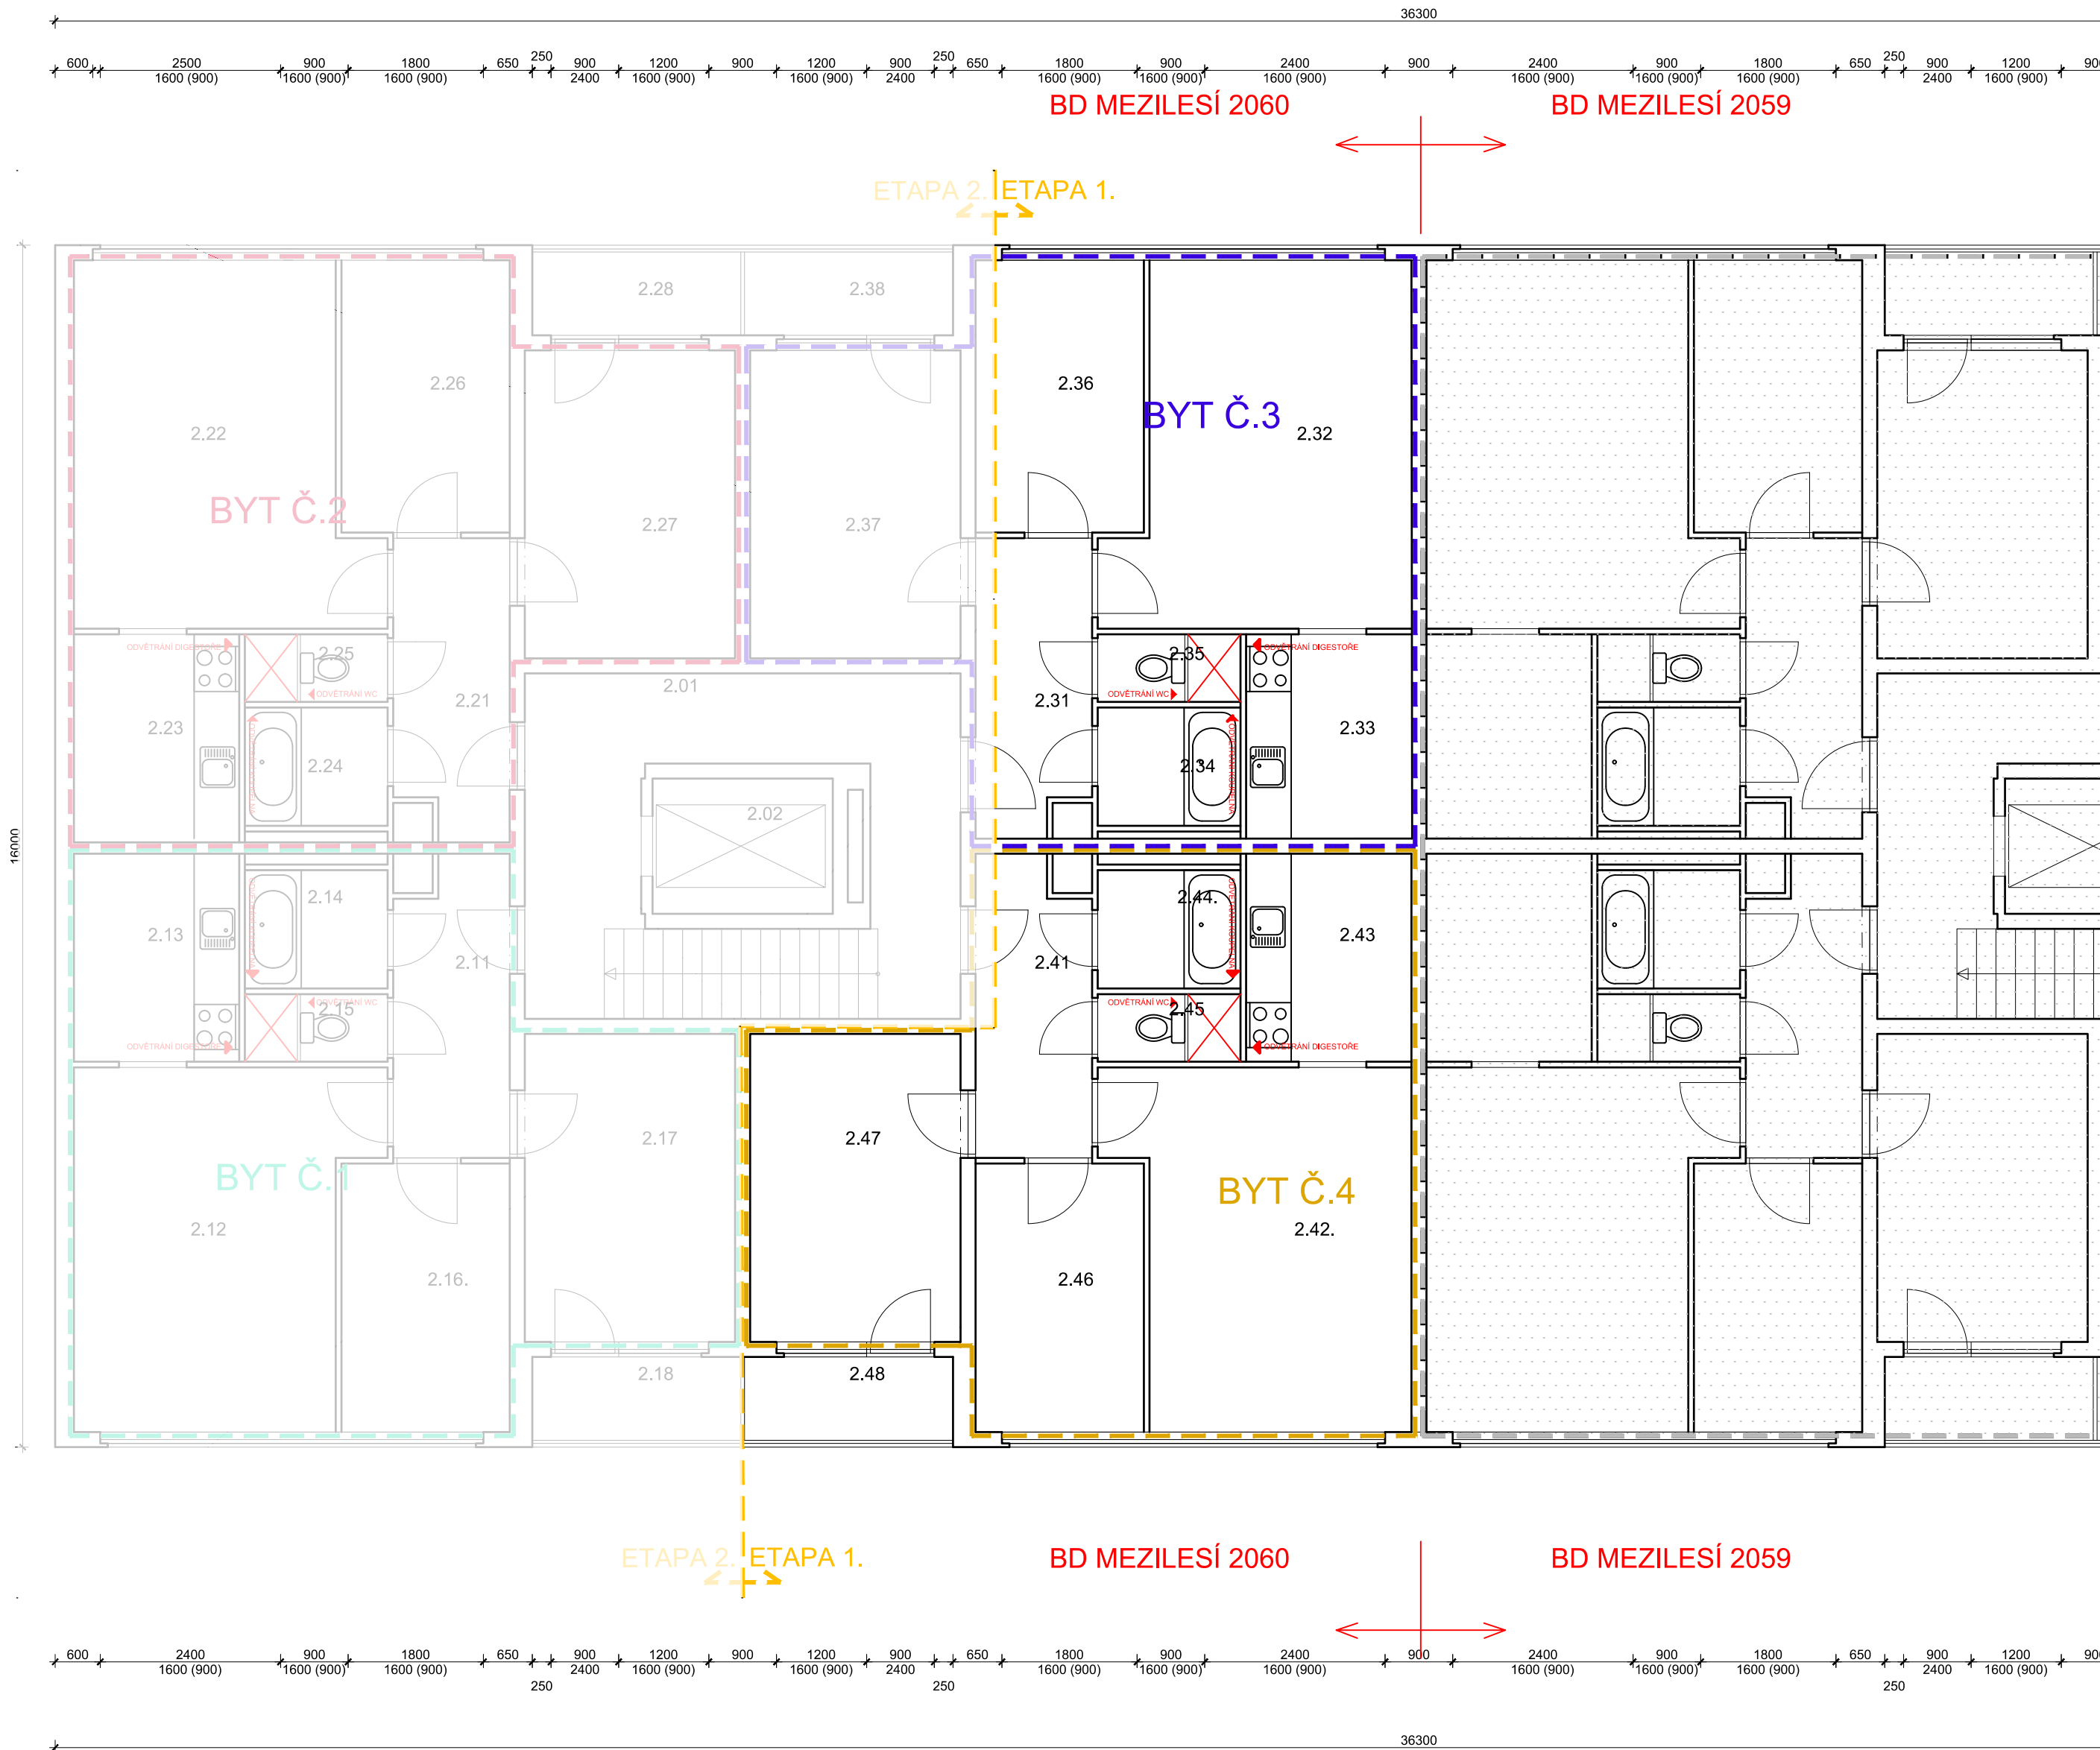 36300
600 2500 900 1800 650 250 900 1200 900 1200 900 250 650 1800 900 2400 900 2400 900 1800 650 250 900 1200
1600 (900) 1600 (900) 1600 (900) 2400 1600 (900) 1600 (900) 2400 1600 (900) 1600 (900) 1600 (900) 1600 (900) 1600 (900) 1600 (900) 2400 1600 (900)
BD MEZILESÍ 2060 BD MEZILESÍ 2059
ETAPA 2. ETAPA 1.
2.28 2.38
2.26 2.36
BYT Č.3
2.22 2.32
BYT Č.2
2.27 2.37
ODVĚTRÁNÍ DIGESTOŘE 2.25 2.35 ODVĚTRÁNÍ DIGESTOŘE
2.01
ODVĚTRÁNÍ WC ODVĚTRÁNÍ WC
2.21 2.31
2.23 2.33
2.24 2.34
2.02
16000
2.14 2.44.
2.13 2.43
2.11 2.41
ODVĚTRÁNÍ WC ODVĚTRÁNÍ WC
2.15 2.45
ODVĚTRÁNÍ DIGESTOŘE ODVĚTRÁNÍ DIGESTOŘE
2.17 2.47
BYT Č.1 BYT Č.4
2.12 2.42.
2.16. 2.46
2.18 2.48
ETAPA 2. ETAPA 1. BD MEZILESÍ 2060 BD MEZILESÍ 2059
600 2400 900 1800 650 900 1200 900 1200 900 650 1800 900 2400 900 2400 900 1800 650 900 1200
1600 (900) 1600 (900) 1600 (900) 2400 1600 (900) 1600 (900) 2400 1600 (900) 1600 (900) 1600 (900) 1600 (900) 1600 (900) 1600 (900) 2400 1600 (900)
250 250 250
36300